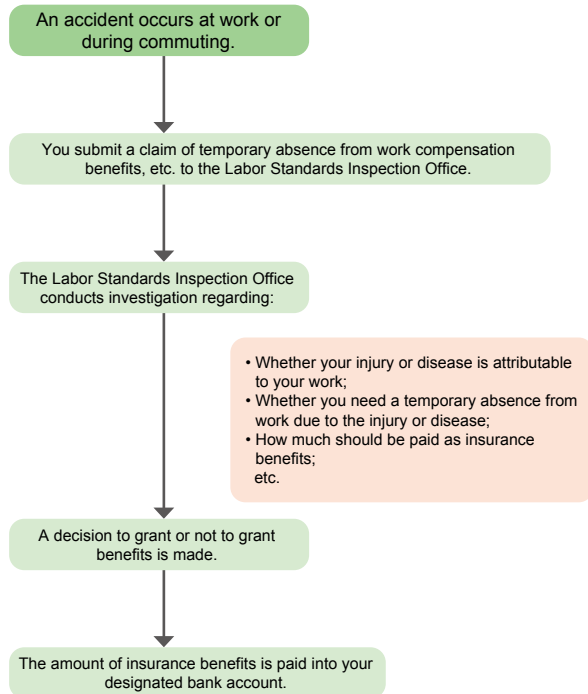 An accident occurs at work or
during commuting.
You submit a claim of temporary absence from work compensation
benefits, etc. to the Labor Standards Inspection Office.
The Labor Standards Inspection Office
conducts investigation regarding:
• Whether your injury or disease is attributable
to your work;
• Whether you need a temporary absence from
work due to the injury or disease;
• How much should be paid as insurance
benefits;
etc.
A decision to grant or not to grant
benefits is made.
The amount of insurance benefits is paid into your
designated bank account.